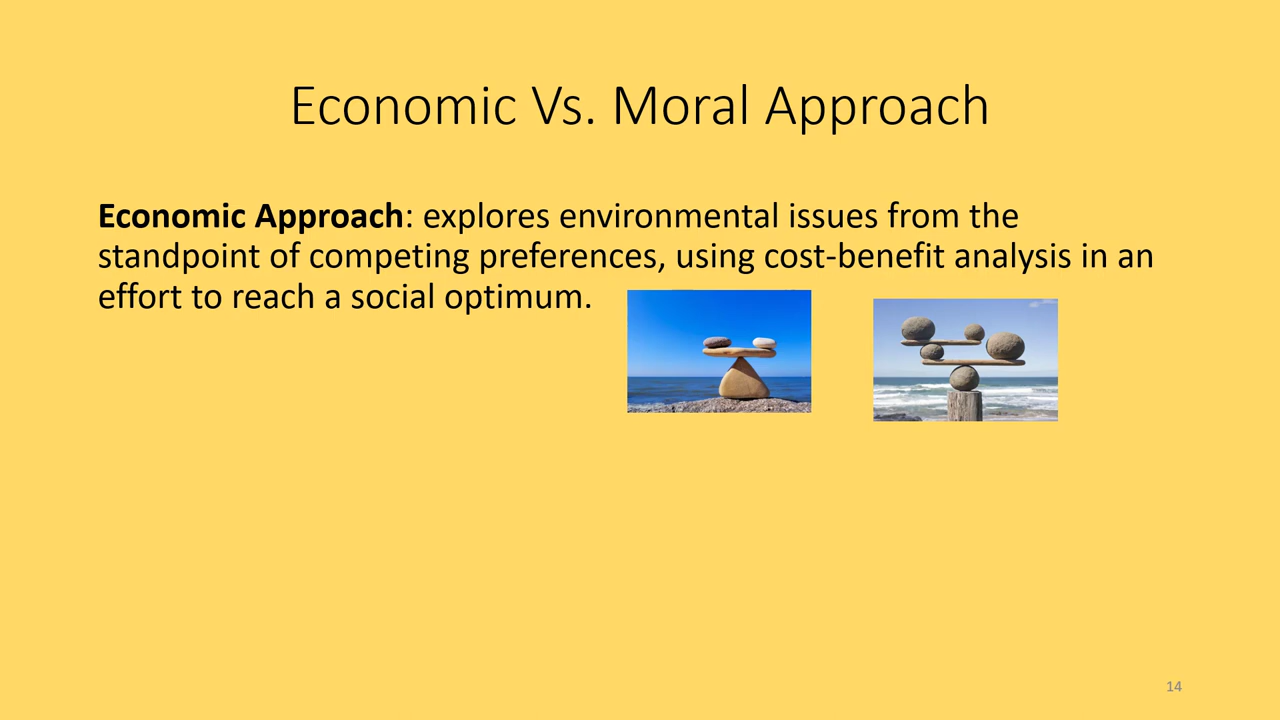 Economic Vs. Moral Approach
Economic Approach: explores environmental issues from the
standpoint of competing preferences, using cost-benefit analysis in an
effort to reach a social optimum.
14